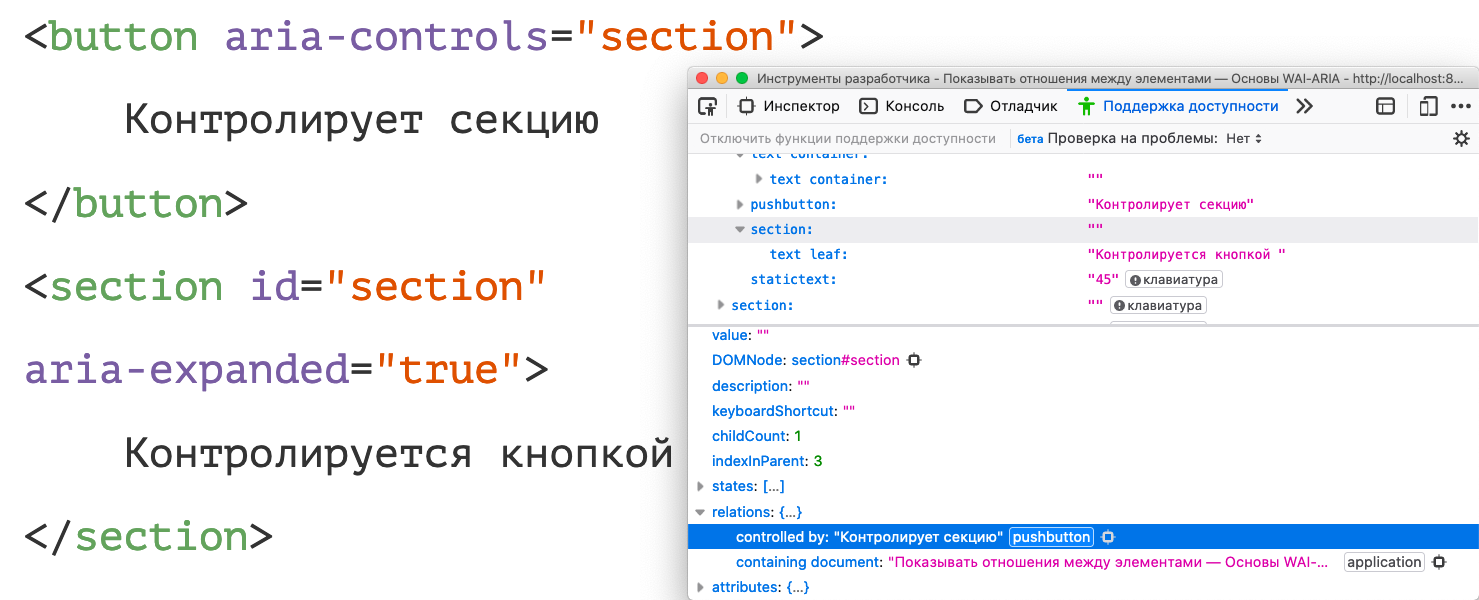 <button aria-controls="section">
Контролирует секцию
</button>
<section id="section"
aria-expanded="true">
Контролируется кнопкой
</section>
Инструменты разработчика - Показывать отношения между элементами — Основы WAI-ARIA - http://localhost:8...
Инспектор Консоль Отладчик Поддержка доступности
Отключить функции поддержки доступности бета Проверка на проблемы: Нет
text container:
text container: ""
pushbutton: "Контролирует секцию"
section: ""
text leaf: "Контролируется кнопкой "
statictext: "45" клавиатура
section: "" клавиатура
value: ""
DOMNode: section#section
description: ""
keyboardShortcut: ""
childCount: 1
indexInParent: 3
states: […]
relations: {…}
controlled by: "Контролирует секцию" pushbutton
containing document: "Показывать отношения между элементами — Основы WAI-... application
attributes: {…}